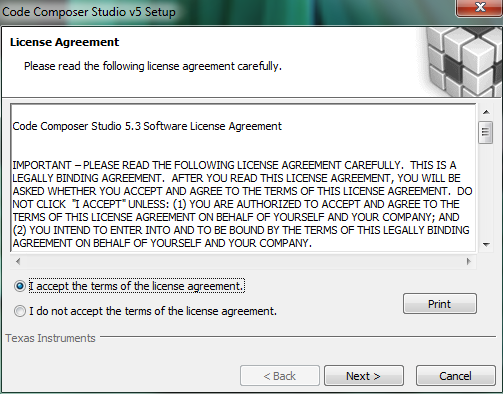 Code Composer Studio v5 Setup
License Agreement
Please read the following license agreement carefully.
Code Composer Studio 5.3 Software License Agreement
IMPORTANT – PLEASE READ THE FOLLOWING LICENSE AGREEMENT CAREFULLY.  THIS IS A
LEGALLY BINDING AGREEMENT.  AFTER YOU READ THIS LICENSE AGREEMENT, YOU WILL BE
ASKED WHETHER YOU ACCEPT AND AGREE TO THE TERMS OF THIS LICENSE AGREEMENT.  DO
NOT CLICK  "I ACCEPT" UNLESS: (1) YOU ARE AUTHORIZED TO ACCEPT AND AGREE TO THE
TERMS OF THIS LICENSE AGREEMENT ON BEHALF OF YOURSELF AND YOUR COMPANY; AND
(2) YOU INTEND TO ENTER INTO AND TO BE BOUND BY THE TERMS OF THIS LEGALLY BINDING
AGREEMENT ON BEHALF OF YOURSELF AND YOUR COMPANY.
I accept the terms of the license agreement.
I do not accept the terms of the license agreement.
Print
Texas Instruments
< Back
Next >
Cancel